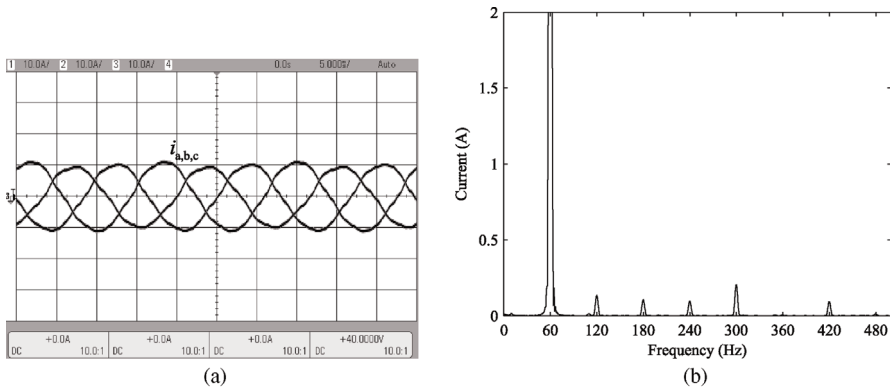 1 10.0A/ 2 10.0A/ 3 10.0A/ 4 0.0s 5.000%/ Auto
i a,b,c
+0.0A +0.0A +0.0A +40.0000V
DC 10.0:1 DC 10.0:1 DC 10.0:1 DC 10.0:1
(a)
2
1.5
1
0.5
0
Current (A)
0 60 120 180 240 300 360 420 480
Frequency (Hz)
(b)